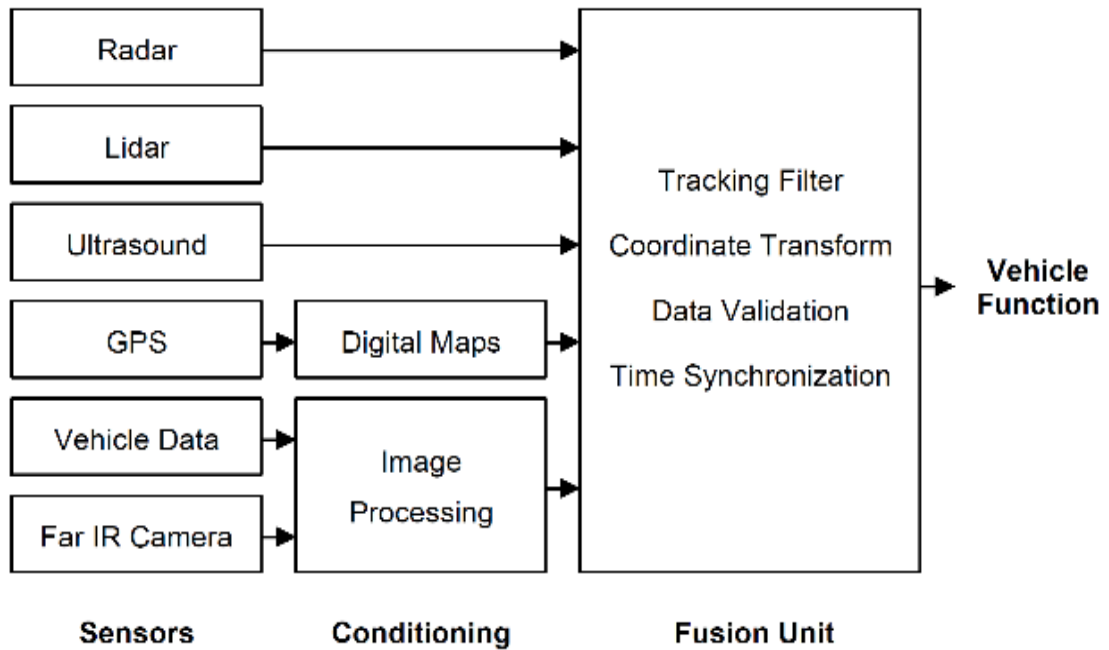 Radar
Lidar
Ultrasound
GPS
Digital Maps
Vehicle Data
Far IR Camera
Image
Processing
Tracking Filter
Coordinate Transform
Data Validation
Time Synchronization
Vehicle
Function
Sensors
Conditioning
Fusion Unit